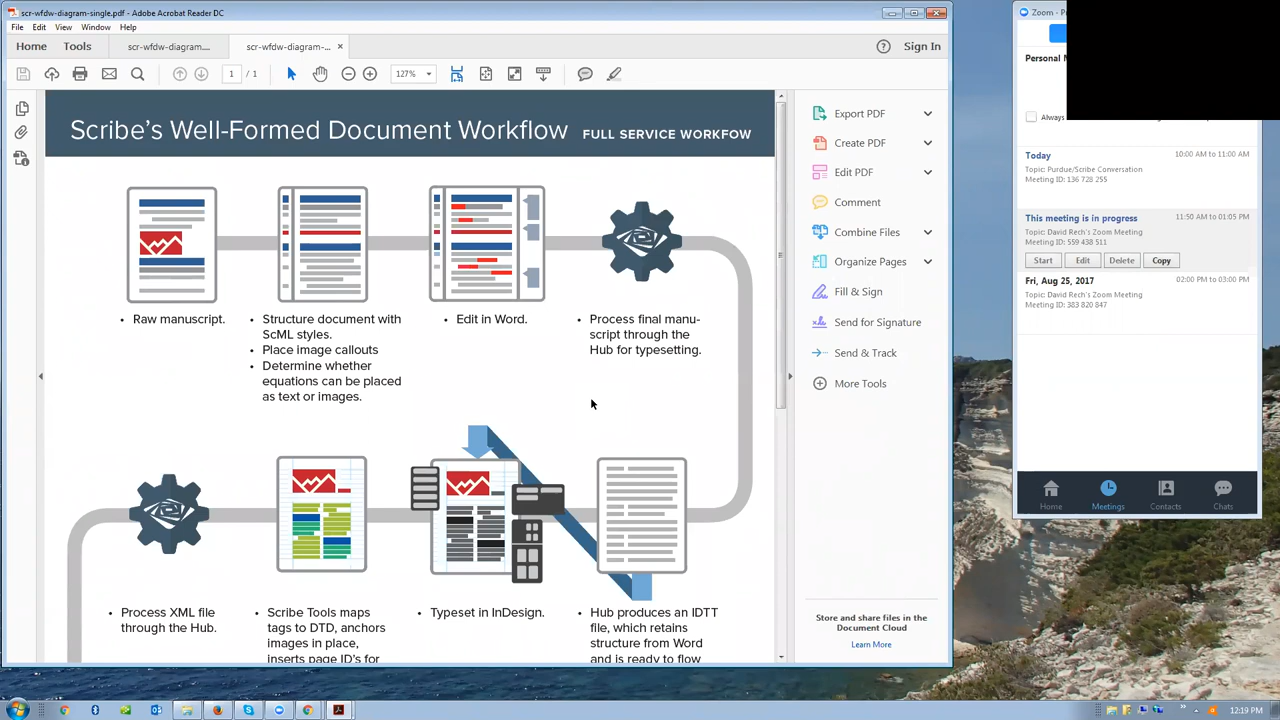 scr-wfdw-diagram-single.pdf - Adobe Acrobat Reader DC
File Edit View Window Help
Home Tools scr-wfdw-diagram.... scr-wfdw-diagram-... × Sign In
1 / 1 127%
Scribe's Well-Formed Document Workflow FULL SERVICE WORKFOW
• Raw manuscript.
• Structure document with
ScML styles.
• Place image callouts
• Determine whether
equations can be placed
as text or images.
• Edit in Word.
• Process final manu-
script through the
Hub for typesetting.
• Process XML file
through the Hub.
• Scribe Tools maps
tags to DTD, anchors
images in place,
inserts page ID's for
• Typeset in InDesign.
• Hub produces an IDTT
file, which retains
structure from Word
and is ready to flow
Export PDF
Create PDF
Edit PDF
Comment
Combine Files
Organize Pages
Fill & Sign
Send for Signature
Send & Track
More Tools
Store and share files in the
Document Cloud
Learn More
Zoom - P
Personal M
Always
Today 10:00 AM to 11:00 AM
Topic: Purdue/Scribe Conversation
Meeting ID: 136 728 255
This meeting is in progress 11:50 AM to 01:05 PM
Topic: David Rech's Zoom Meeting
Meeting ID: 559 438 511
Start Edit Delete Copy
Fri, Aug 25, 2017 02:00 PM to 03:00 PM
Topic: David Rech's Zoom Meeting
Meeting ID: 383 820 847
Home Meetings Contacts Chats
12:19 PM